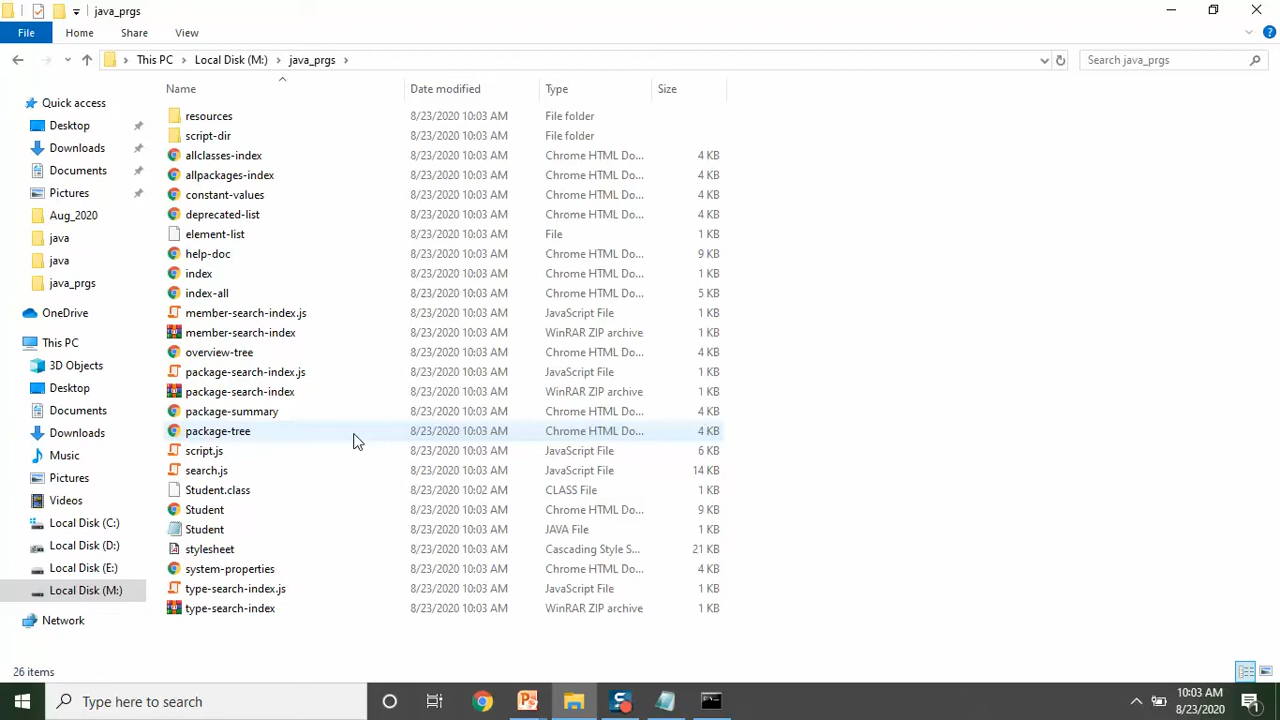 java_prgs
File Home Share View
This PC Local Disk (M:) java_prgs Search java_prgs
Name Date modified Type Size
Quick access
Desktop
Downloads
Documents
Pictures
Aug_2020
java
java
java_prgs
OneDrive
This PC
3D Objects
Desktop
Documents
Downloads
Music
Pictures
Videos
Local Disk (C:)
Local Disk (D:)
Local Disk (E:)
Local Disk (M:)
Network
resources 8/23/2020 10:03 AM File folder
script-dir 8/23/2020 10:03 AM File folder
allclasses-index 8/23/2020 10:03 AM Chrome HTML Do... 4 KB
allpackages-index 8/23/2020 10:03 AM Chrome HTML Do... 4 KB
constant-values 8/23/2020 10:03 AM Chrome HTML Do... 4 KB
deprecated-list 8/23/2020 10:03 AM Chrome HTML Do... 4 KB
element-list 8/23/2020 10:03 AM File 1 KB
help-doc 8/23/2020 10:03 AM Chrome HTML Do... 9 KB
index 8/23/2020 10:03 AM Chrome HTML Do... 1 KB
index-all 8/23/2020 10:03 AM Chrome HTML Do... 5 KB
member-search-index.js 8/23/2020 10:03 AM JavaScript File 1 KB
member-search-index 8/23/2020 10:03 AM WinRAR ZIP archive 1 KB
overview-tree 8/23/2020 10:03 AM Chrome HTML Do... 4 KB
package-search-index.js 8/23/2020 10:03 AM JavaScript File 1 KB
package-search-index 8/23/2020 10:03 AM WinRAR ZIP archive 1 KB
package-summary 8/23/2020 10:03 AM Chrome HTML Do... 4 KB
package-tree 8/23/2020 10:03 AM Chrome HTML Do... 4 KB
script.js 8/23/2020 10:03 AM JavaScript File 6 KB
search.js 8/23/2020 10:03 AM JavaScript File 14 KB
Student.class 8/23/2020 10:02 AM CLASS File 1 KB
Student 8/23/2020 10:03 AM Chrome HTML Do... 9 KB
Student 8/23/2020 10:03 AM JAVA File 1 KB
stylesheet 8/23/2020 10:03 AM Cascading Style S... 21 KB
system-properties 8/23/2020 10:03 AM Chrome HTML Do... 4 KB
type-search-index.js 8/23/2020 10:03 AM JavaScript File 1 KB
type-search-index 8/23/2020 10:03 AM WinRAR ZIP archive 1 KB
26 items
Type here to search
10:03 AM
8/23/2020
1